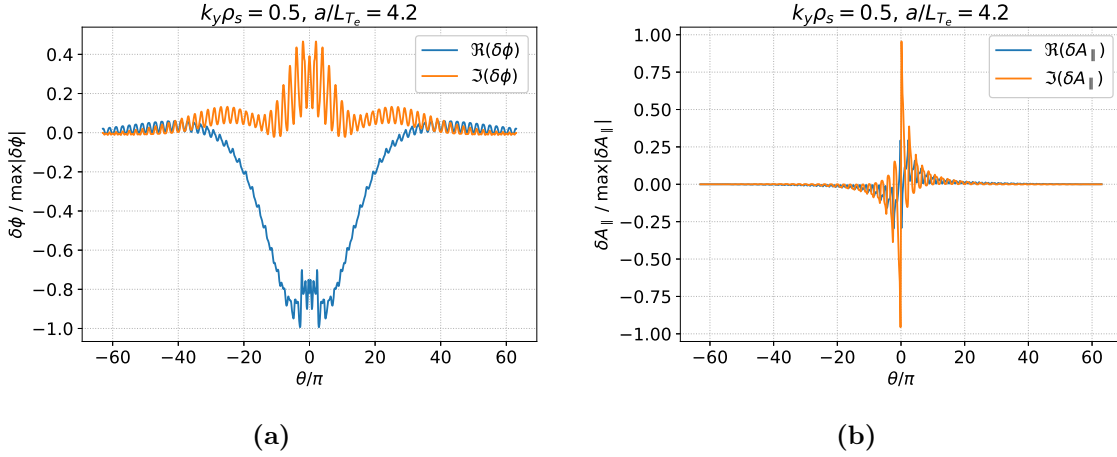 k_yρ_s = 0.5, a/L_{T_e} = 4.2
ℜ(δϕ)
ℑ(δϕ)
0.4
0.2
0.0
−0.2
−0.4
−0.6
−0.8
−1.0
δϕ / max|δϕ|
−60 −40 −20 0 20 40 60
θ/π
(a)
k_yρ_s = 0.5, a/L_{T_e} = 4.2
ℜ(δA_∥)
ℑ(δA_∥)
1.00
0.75
0.50
0.25
0.00
−0.25
−0.50
−0.75
−1.00
δA_∥ / max|δA_∥|
−60 −40 −20 0 20 40 60
θ/π
(b)